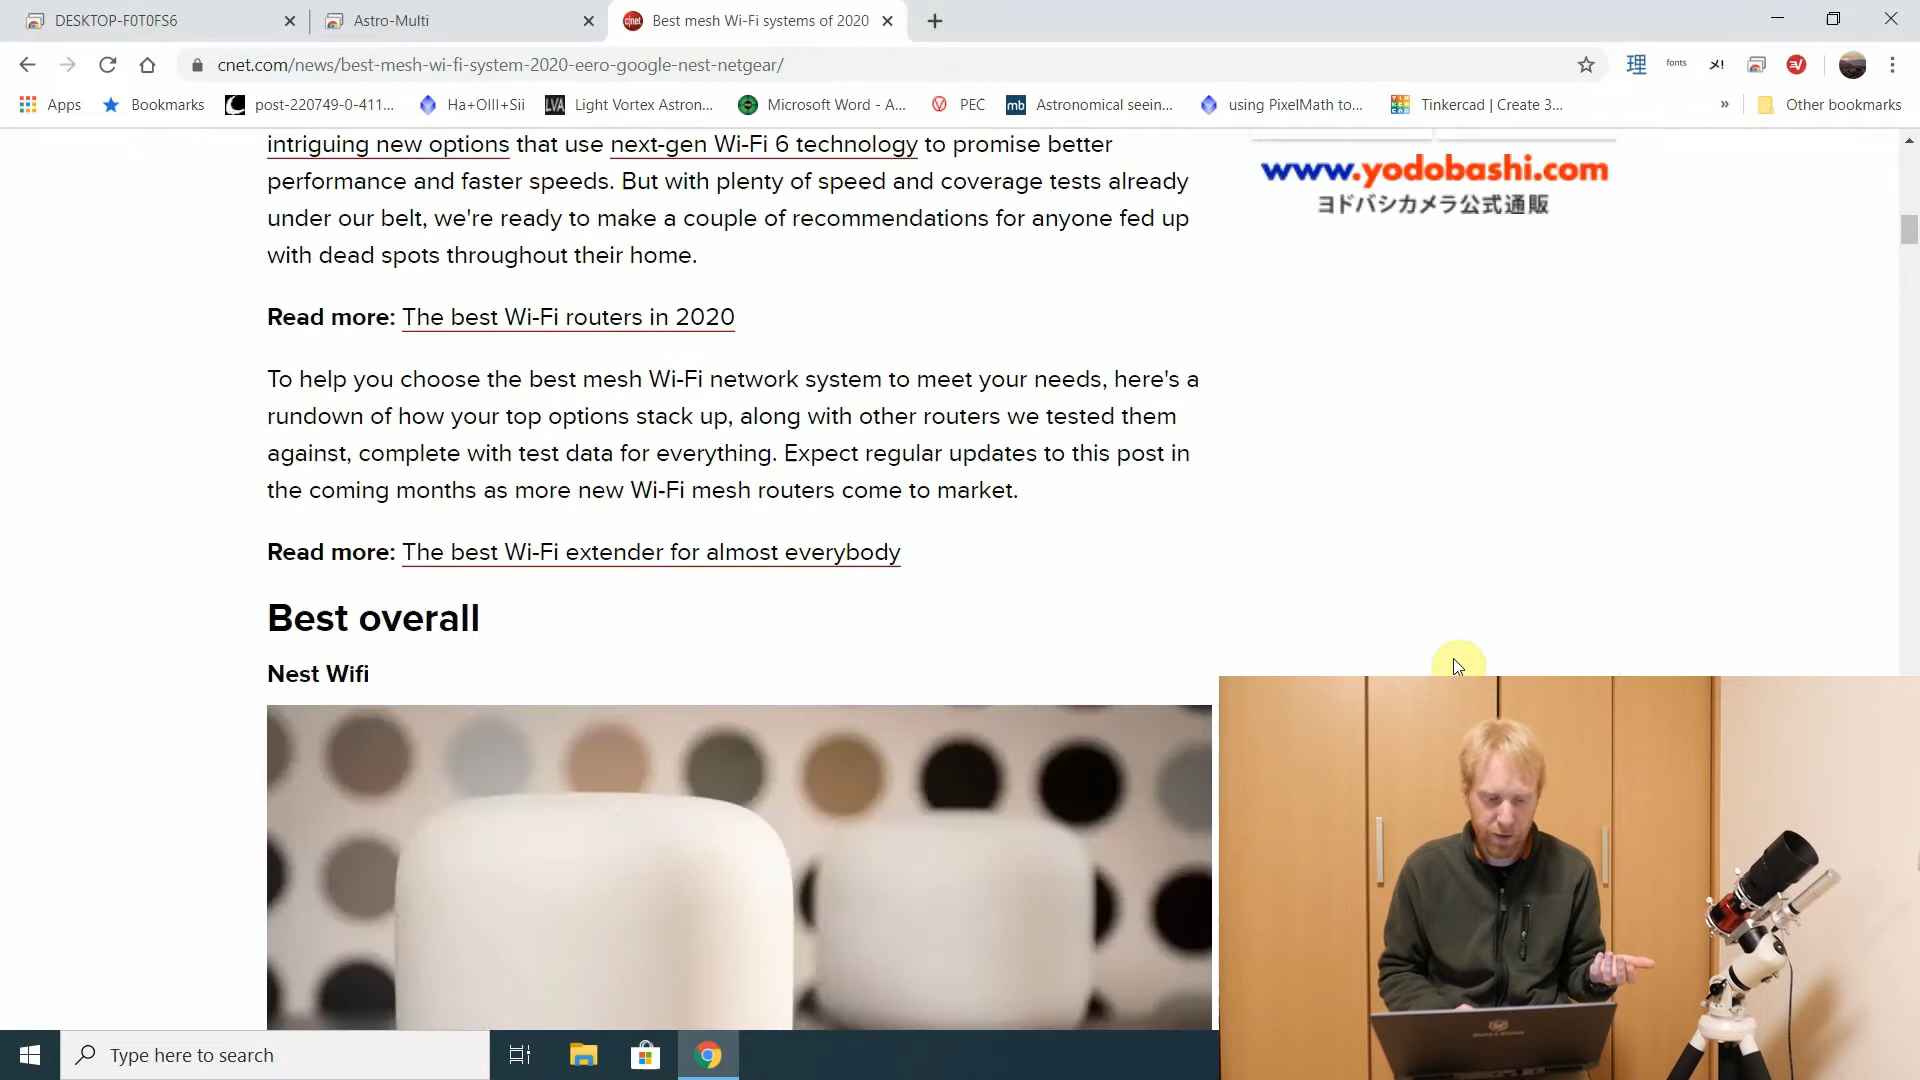 DESKTOP-F0T0FS6
Astro-Multi
Best mesh Wi-Fi systems of 2020
cnet.com/news/best-mesh-wi-fi-system-2020-eero-google-nest-netgear/
理
fonts
Apps
Bookmarks
post-220749-0-411...
Ha+OIII+Sii
LVA
Light Vortex Astron...
Microsoft Word - A...
PEC
mb
Astronomical seein...
using PixelMath to...
Tinkercad | Create 3...
»
Other bookmarks
intriguing new options that use next-gen Wi-Fi 6 technology to promise better
performance and faster speeds. But with plenty of speed and coverage tests already
under our belt, we're ready to make a couple of recommendations for anyone fed up
with dead spots throughout their home.
www.yodobashi.com
ヨドバシカメラ公式通販
Read more: The best Wi-Fi routers in 2020
To help you choose the best mesh Wi-Fi network system to meet your needs, here's a
rundown of how your top options stack up, along with other routers we tested them
against, complete with test data for everything. Expect regular updates to this post in
the coming months as more new Wi-Fi mesh routers come to market.
Read more: The best Wi-Fi extender for almost everybody
Best overall
Nest Wifi
Type here to search